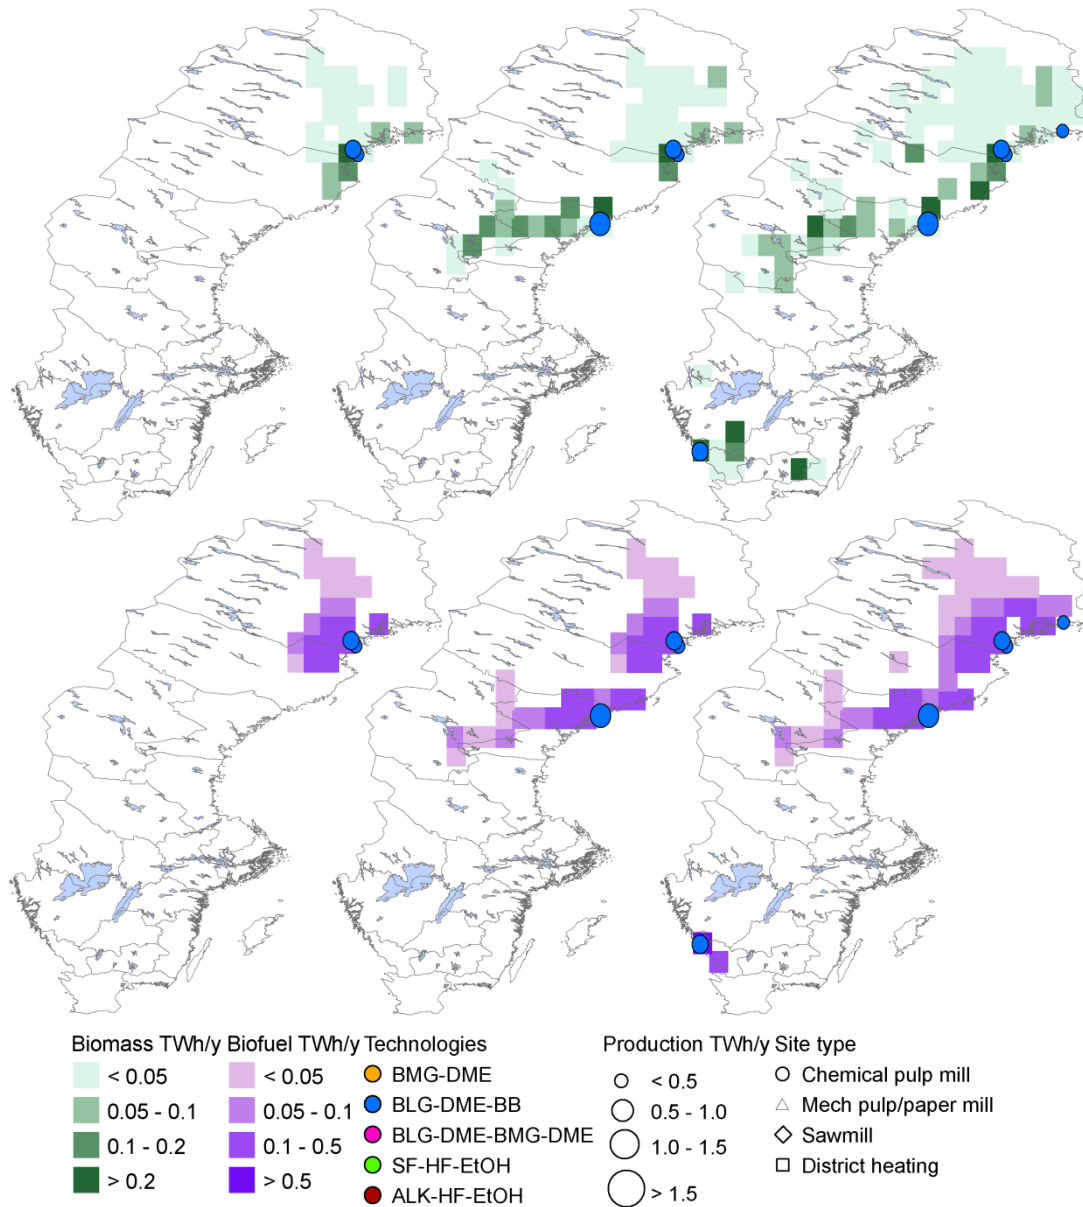 Biomass TWh/y Biofuel TWh/y Technologies Production TWh/y Site type
< 0.05 < 0.05 BMG-DME < 0.5 Chemical pulp mill
0.05 - 0.1 0.05 - 0.1 BLG-DME-BB 0.5 - 1.0 Mech pulp/paper mill
0.1 - 0.2 0.1 - 0.5 BLG-DME-BMG-DME 1.0 - 1.5 Sawmill
> 0.2 > 0.5 SF-HF-EtOH District heating
ALK-HF-EtOH > 1.5